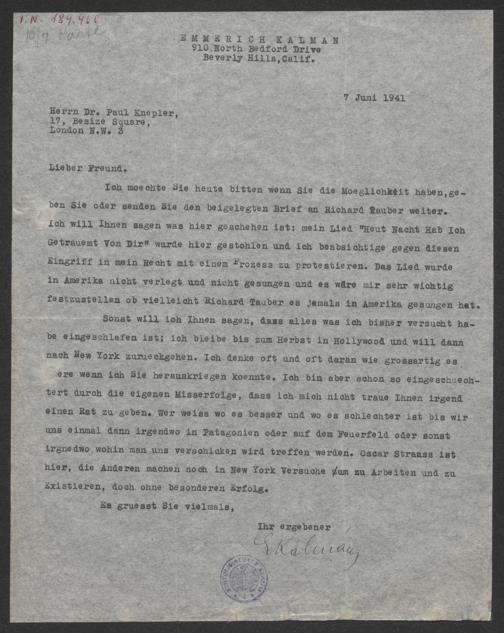 I.N. 189.466
EMMERICH KALMAN
910 North Bedford Drive
Beverly Hills, Calif.
7 Juni 1941
Herrn Dr. Paul Knepler,
17, Besize Square,
London N.W. 3
Lieber Freund.
Ich moechte Sie heute bitten wenn Sie die Moeglichkeit haben, ge-
ben Sie oder senden Sie den beigelegten Brief an Richard Tauber weiter.
Ich will Ihnen sagen was hier geschehen ist: mein Lied "Heut Nacht Hab Ich
Getraeumt Von Dir" wurde hier gestohlen und ich beabsichtige gegen diesen
Eingriff in mein Recht mit einem Prozess zu protestieren. Das Lied wurde
in Amerika nicht verlegt und nicht gesungen und es wäre mir sehr wichtig
festzustellen ob vielleicht Richard Tauber es jemals in Amerika gesungen hat.
Sonst will ich Ihnen sagen, dass alles was ich bisher versucht ha-
be eingeschlafen ist; ich bleibe bis zum Herbst in Hollywood und will dann
nach New York zurueckgehen. Ich denke oft und oft daran wie grossartig es
ere wenn ich Sie herauskriegen koennte. Ich bin aber schon so eingeschuech-
tert durch die eigenen Misserfolge, dass ich mich nicht traue Ihnen irgend
einen Rat zu geben. Wer weiss wo es besser und wo es schlechter ist bis wir
uns einmal dann irgendwo in Patagonien oder auf dem Feuerfeld oder sonst
irgnedwo, wohin man uns verschicken wird treffen werden. Oscar Strauss ist
hier, die Anderen machen noch in New York Versuche zum zu Arbeiten und zu
Existieren, doch ohne besonderen Erfolg.
Es gruesst Sie vielmals,
Ihr ergebener
EKálmán